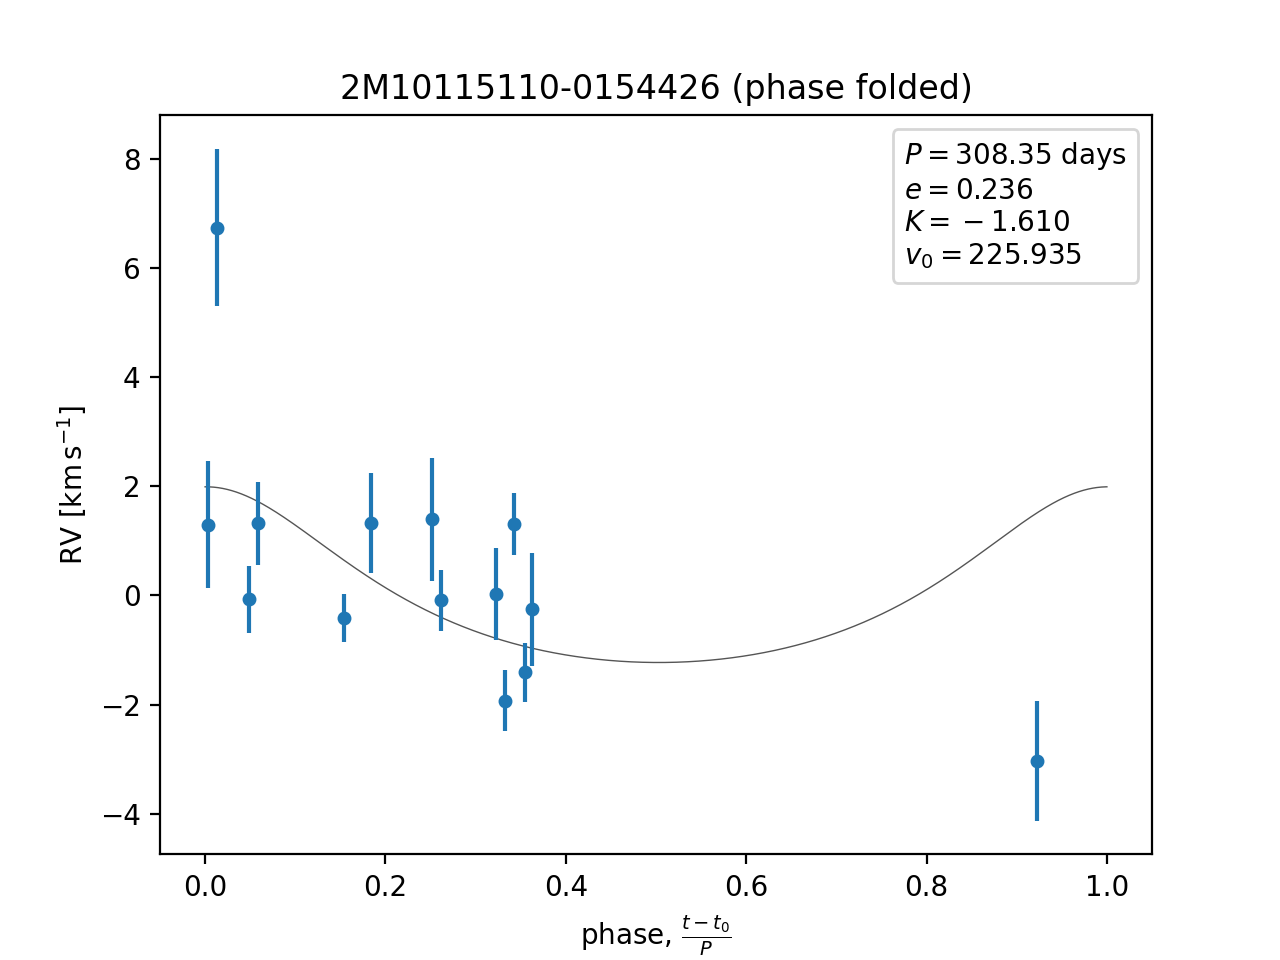 2M10115110-0154426 (phase folded)
P = 308.35 days
e = 0.236
K = −1.610
v₀ = 225.935
8
6
4
2
0
−2
−4
RV [km s⁻¹]
0.0 0.2 0.4 0.6 0.8 1.0
phase, (t − t₀)/P